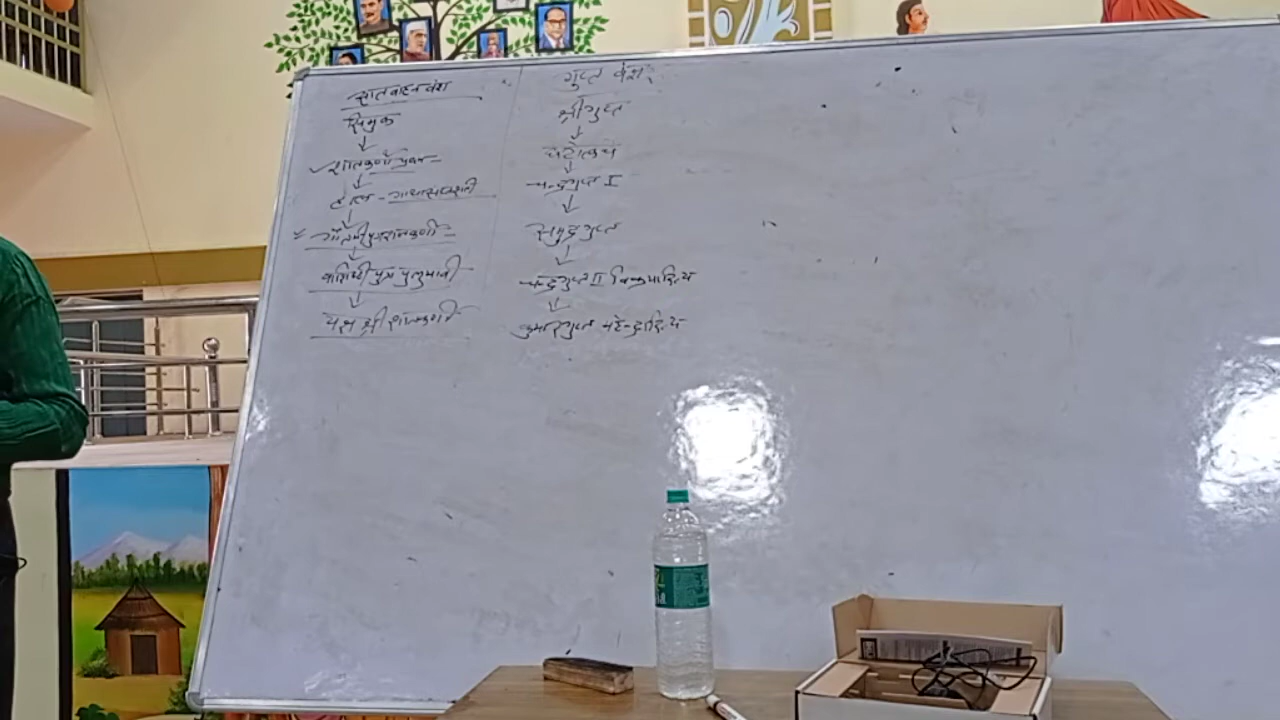 सातवाहन वंश
सिमुक
↓
✓ शातकर्णी प्रथम =
↓
हाल - गाथासप्तशती
↓
गौतमीपुत्र शातकर्णी =
↓
वाशिष्ठी पुत्र पुलुमावी
↓
यज्ञ श्री शातकर्णी
गुप्त वंश :
श्रीगुप्त
↓
घटोत्कच
↓
चन्द्रगुप्त I
↓
समुद्रगुप्त
↓
चन्द्रगुप्त II विक्रमादित्य
↓
कुमारगुप्त महेन्द्रादित्य